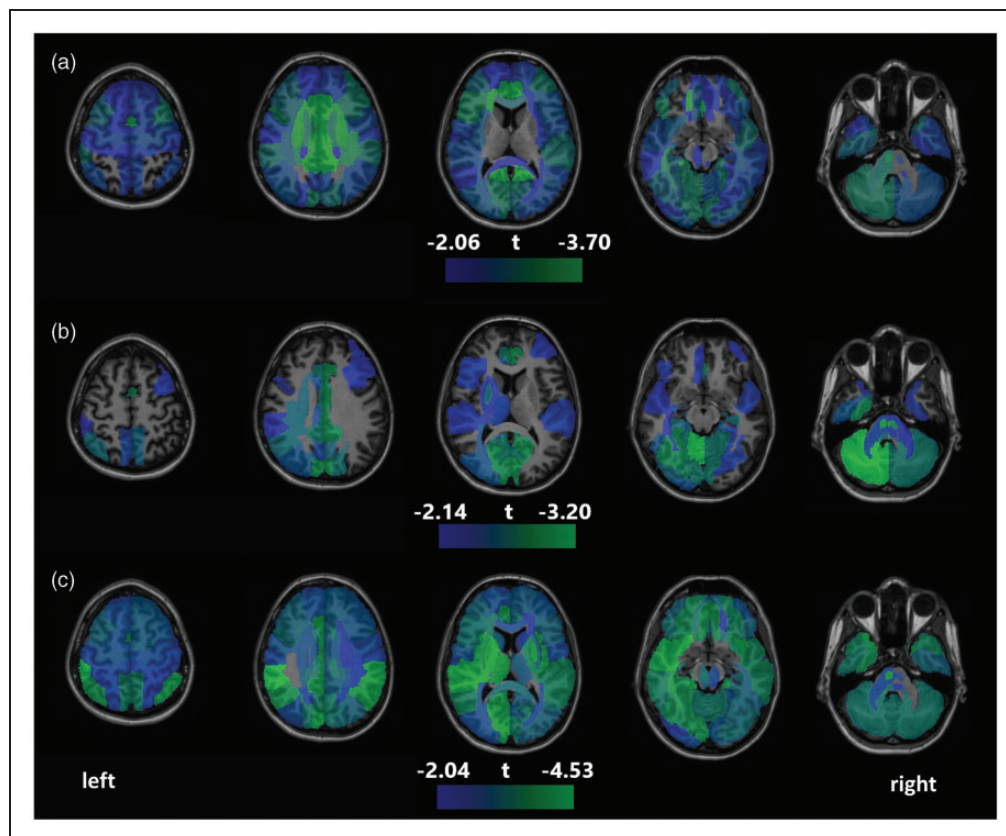 (a)
-2.06 t -3.70
(b)
-2.14 t -3.20
(c)
-2.04 t -4.53
left right